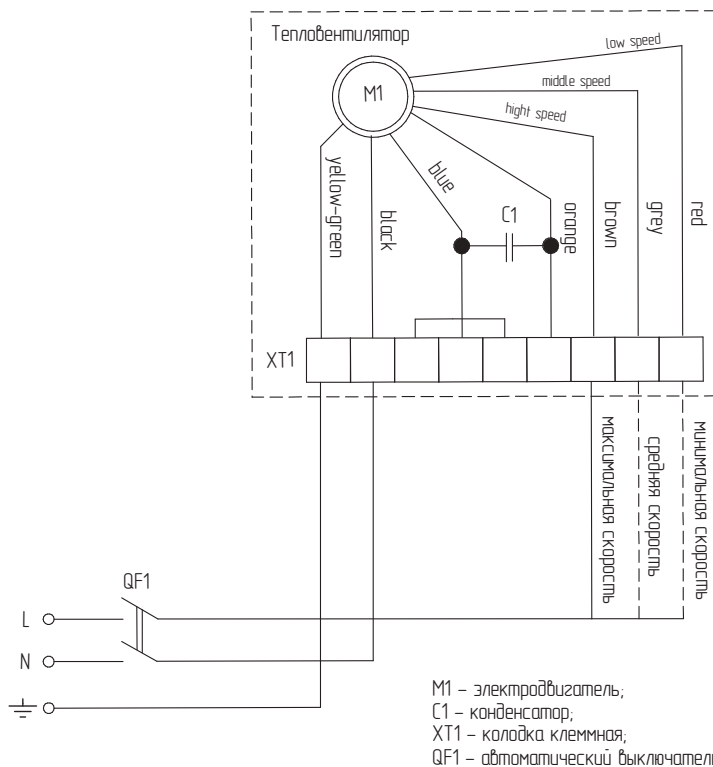 Тепловентилятор
low speed
M1
middle speed
hight speed
yellow-green
black
blue
C1
orange
brown
grey
red
XT1
максимальная скорость
средняя скорость
минимальная скорость
QF1
L
N
M1 – электродвигатель;
C1 – конденсатор;
XT1 – колодка клеммная;
QF1 – автоматический выключатель